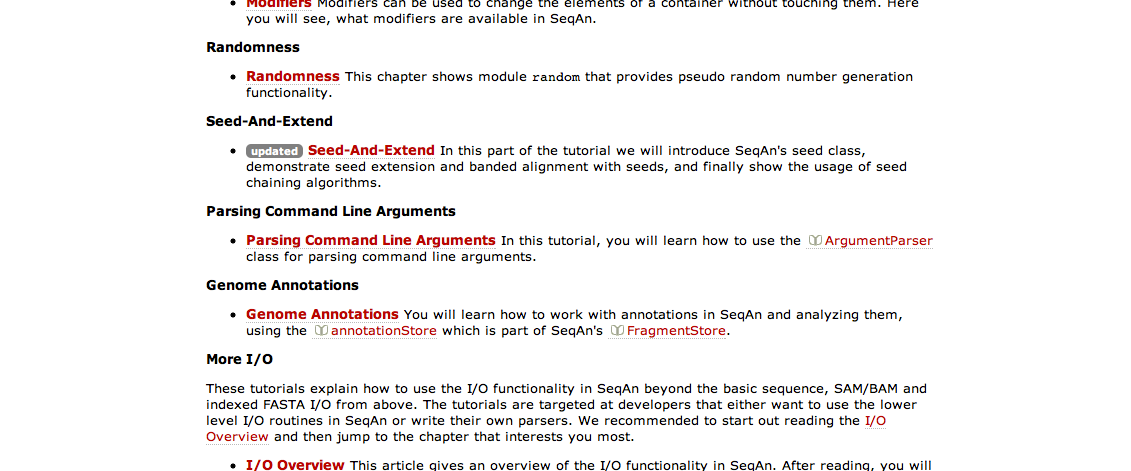 • Modifiers Modifiers can be used to change the elements of a container without touching them. Here
you will see, what modifiers are available in SeqAn.
Randomness
• Randomness This chapter shows module random that provides pseudo random number generation
functionality.
Seed-And-Extend
• updated Seed-And-Extend In this part of the tutorial we will introduce SeqAn's seed class,
demonstrate seed extension and banded alignment with seeds, and finally show the usage of seed
chaining algorithms.
Parsing Command Line Arguments
• Parsing Command Line Arguments In this tutorial, you will learn how to use the ArgumentParser
class for parsing command line arguments.
Genome Annotations
• Genome Annotations You will learn how to work with annotations in SeqAn and analyzing them,
using the annotationStore which is part of SeqAn's FragmentStore.
More I/O
These tutorials explain how to use the I/O functionality in SeqAn beyond the basic sequence, SAM/BAM and
indexed FASTA I/O from above. The tutorials are targeted at developers that either want to use the lower
level I/O routines in SeqAn or write their own parsers. We recommended to start out reading the I/O
Overview and then jump to the chapter that interests you most.
• I/O Overview This article gives an overview of the I/O functionality in SeqAn. After reading, you will